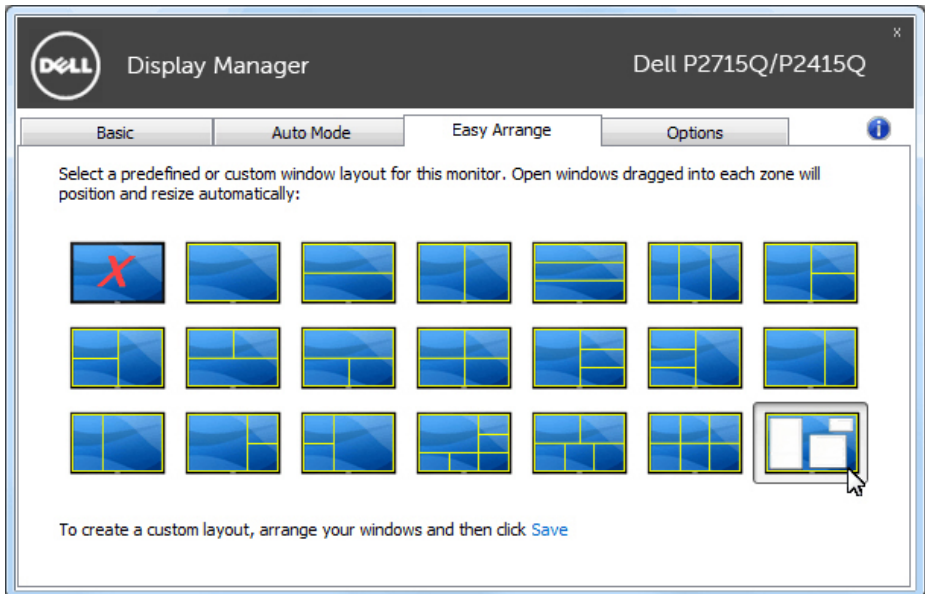 X
DELL
Display Manager
Dell P2715Q/P2415Q
Basic
Auto Mode
Easy Arrange
Options
i
Select a predefined or custom window layout for this monitor. Open windows dragged into each zone will
position and resize automatically:
X
To create a custom layout, arrange your windows and then click Save